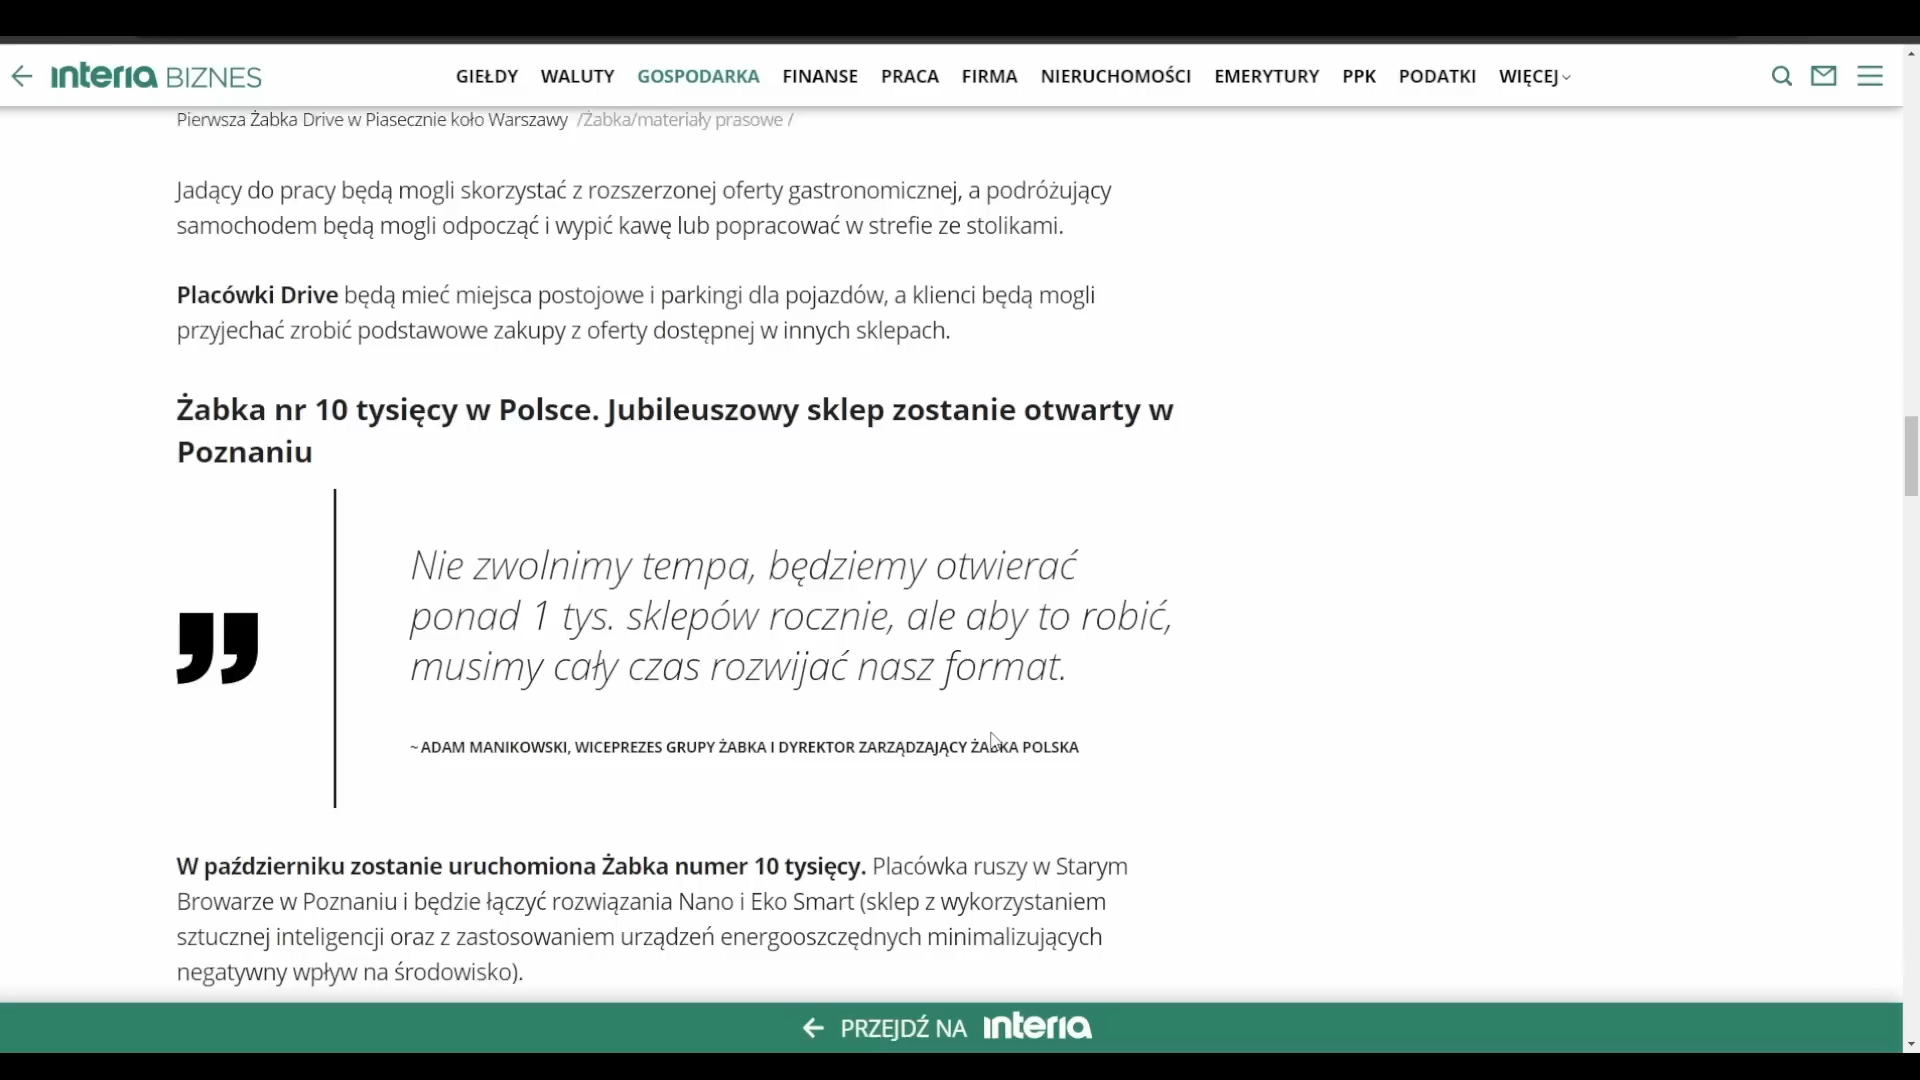 interia BIZNES
GIEŁDY WALUTY GOSPODARKA FINANSE PRACA FIRMA NIERUCHOMOŚCI EMERYTURY PPK PODATKI WIĘCEJ
Pierwsza Żabka Drive w Piasecznie koło Warszawy /Żabka/materiały prasowe /
Jadący do pracy będą mogli skorzystać z rozszerzonej oferty gastronomicznej, a podróżujący
samochodem będą mogli odpocząć i wypić kawę lub popracować w strefie ze stolikami.
Placówki Drive będą mieć miejsca postojowe i parkingi dla pojazdów, a klienci będą mogli
przyjechać zrobić podstawowe zakupy z oferty dostępnej w innych sklepach.
Żabka nr 10 tysięcy w Polsce. Jubileuszowy sklep zostanie otwarty w
Poznaniu
Nie zwolnimy tempa, będziemy otwierać
ponad 1 tys. sklepów rocznie, ale aby to robić,
musimy cały czas rozwijać nasz format.
~ ADAM MANIKOWSKI, WICEPREZES GRUPY ŻABKA I DYREKTOR ZARZĄDZAJĄCY ŻABKA POLSKA
W październiku zostanie uruchomiona Żabka numer 10 tysięcy. Placówka ruszy w Starym
Browarze w Poznaniu i będzie łączyć rozwiązania Nano i Eko Smart (sklep z wykorzystaniem
sztucznej inteligencji oraz z zastosowaniem urządzeń energooszczędnych minimalizujących
negatywny wpływ na środowisko).
PRZEJDŹ NA interia